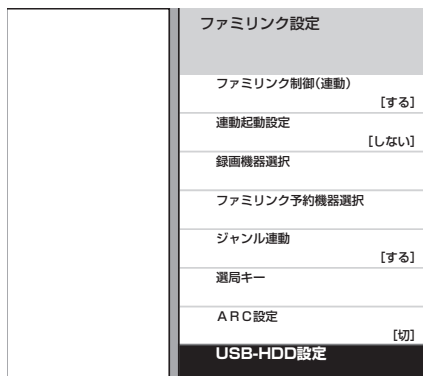 ファミリンク設定
ファミリンク制御(連動)
[する]
連動起動設定
[しない]
録画機器選択
ファミリンク予約機器選択
ジャンル連動
[する]
選局キー
ＡＲＣ設定
[切]
USB-HDD設定